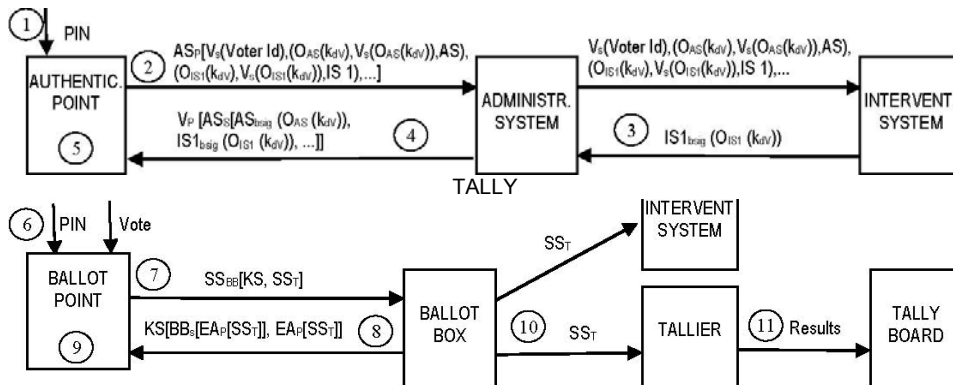 1
PIN
AUTHENTIC.
POINT
5
2
ASP[Vs(Voter Id),(OAS(kdV),Vs(OAS(kdV)),AS),
(OIS1(kdV),Vs(OIS1(kdV)),IS 1),...]
VP [ASS[ASbsig (OAS (kdV)),
IS1bsig (OIS1 (kdV)), ...]]
4
ADMINISTR.
SYSTEM
Vs(Voter Id),(OAS(kdV),Vs(OAS(kdV)),AS),
(OIS1(kdV),Vs(OIS1(kdV)),IS 1),...
3
IS1bsig (OIS1 (kdV))
INTERVENT.
SYSTEM
TALLY
6
PIN
Vote
BALLOT
POINT
9
7
SSBB[KS, SST]
KS[BBs[EAP[SST]], EAP[SST]]
8
BALLOT
BOX
SST
INTERVENT
SYSTEM
10
SST
TALLIER
11
Results
TALLY
BOARD